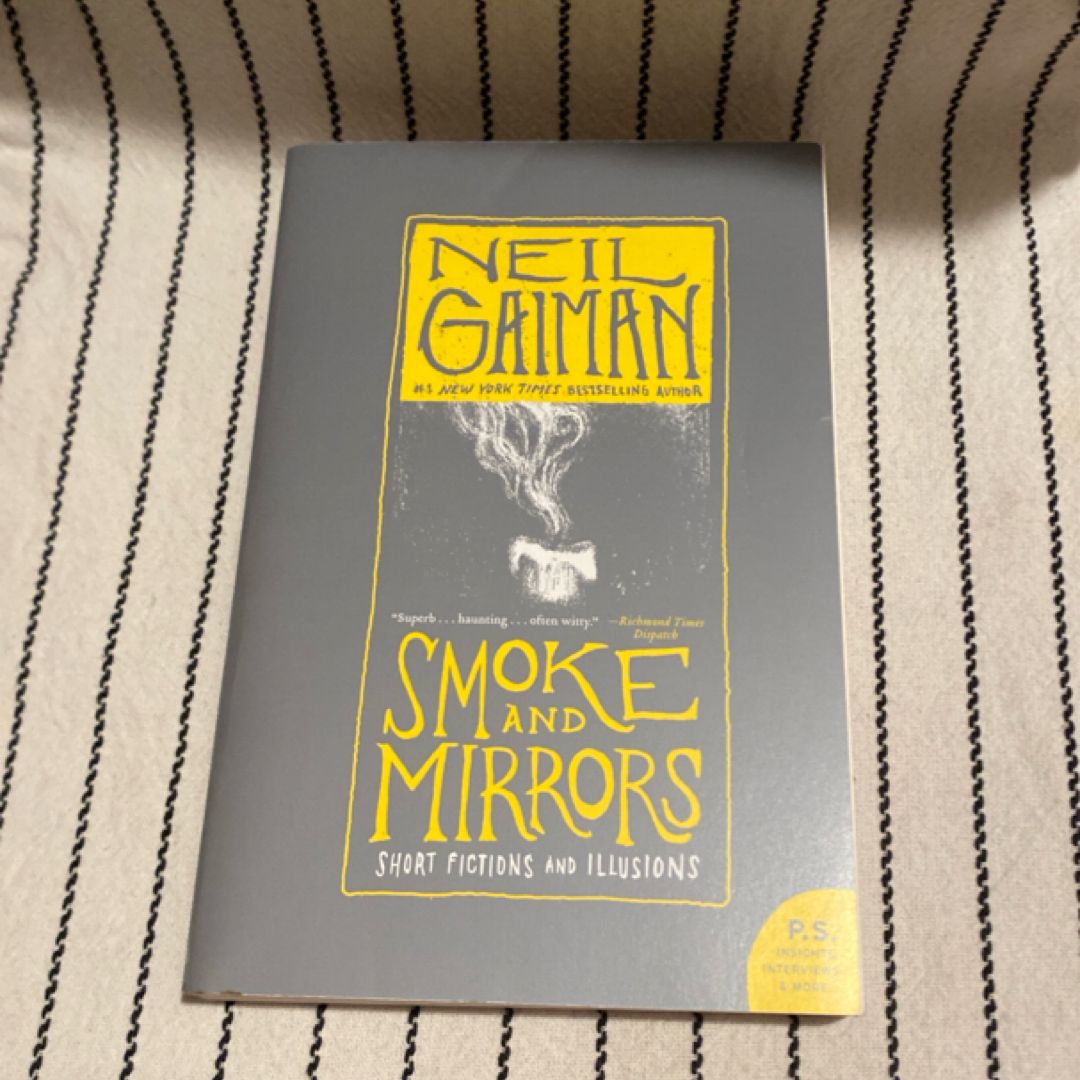 NEIL
GAIMAN
#1 NEW YORK TIMES BESTSELLING AUTHOR
"Superb . . . haunting . . . often witty." —Richmond Times
Dispatch
SMOKE
AND
MIRRORS
SHORT FICTIONS AND ILLUSIONS
P.S.
INSIGHTS
INTERVIEWS
& MORE...